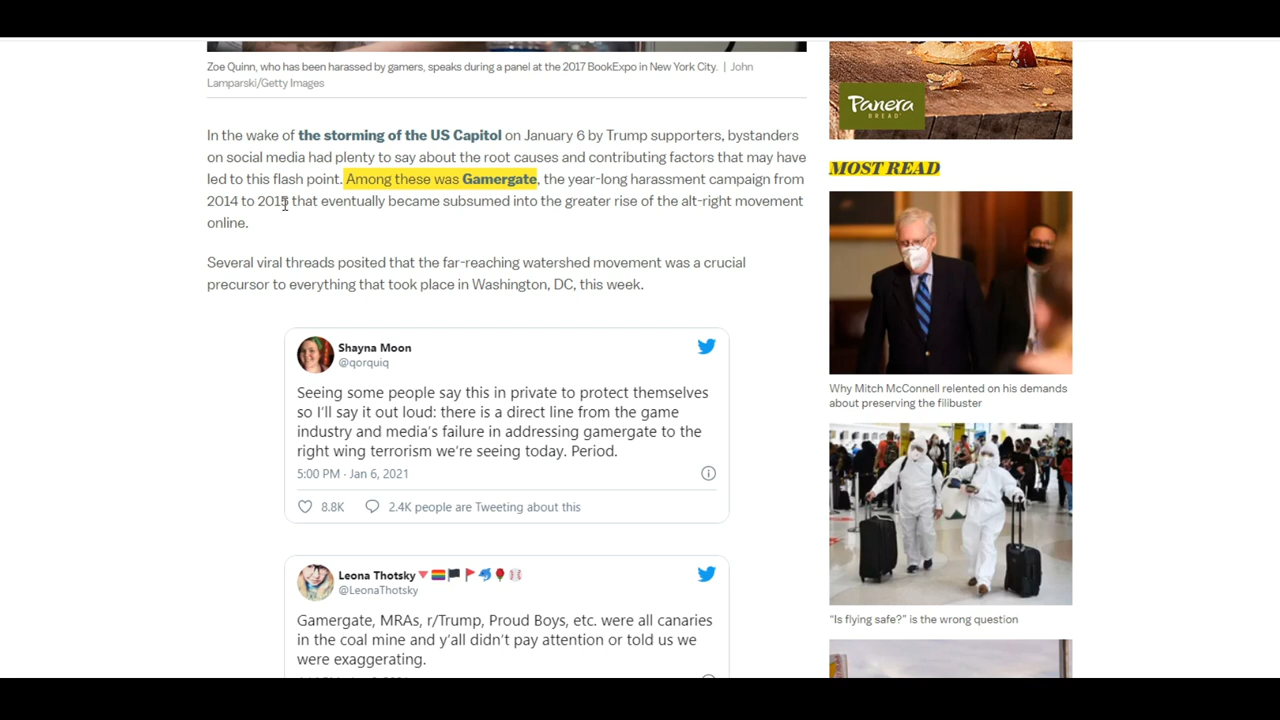 Zoe Quinn, who has been harassed by gamers, speaks during a panel at the 2017 BookExpo in New York City. | John
Lamparski/Getty Images
In the wake of the storming of the US Capitol on January 6 by Trump supporters, bystanders
on social media had plenty to say about the root causes and contributing factors that may have
led to this flash point. Among these was Gamergate, the year-long harassment campaign from
2014 to 2015 that eventually became subsumed into the greater rise of the alt-right movement
online.
Several viral threads posited that the far-reaching watershed movement was a crucial
precursor to everything that took place in Washington, DC, this week.
Shayna Moon
@qorquiq
Seeing some people say this in private to protect themselves
so I'll say it out loud: there is a direct line from the game
industry and media's failure in addressing gamergate to the
right wing terrorism we're seeing today. Period.
5:00 PM · Jan 6, 2021
8.8K 2.4K people are Tweeting about this
Leona Thotsky🔻🏳️‍🌈🏴🚩🐬🌹⚾
@LeonaThotsky
Gamergate, MRAs, r/Trump, Proud Boys, etc. were all canaries
in the coal mine and y'all didn't pay attention or told us we
were exaggerating.
Panera
BREAD
MOST READ
Why Mitch McConnell relented on his demands
about preserving the filibuster
"Is flying safe?" is the wrong question